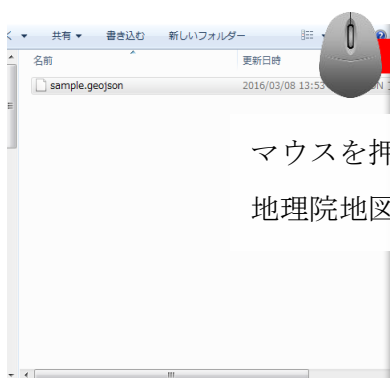 共有 書き込む 新しいフォルダー
名前 更新日時
sample.geojson 2016/03/08 13:53
マウスを押
地理院地図